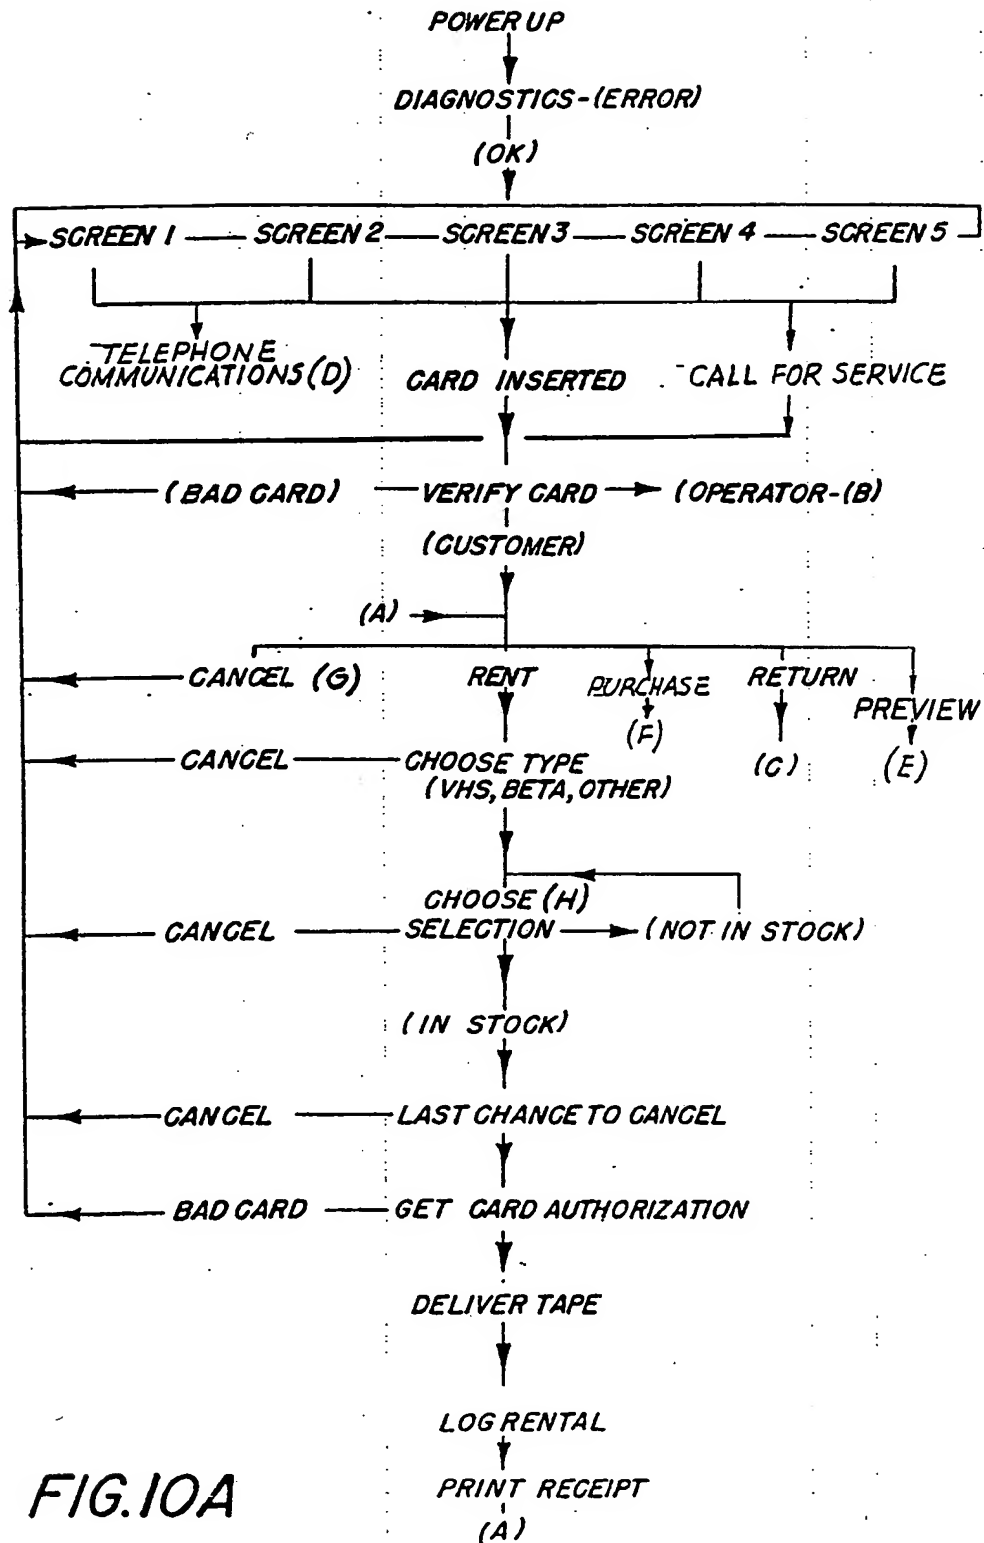 POWER UP
DIAGNOSTICS-(ERROR)
(OK)
SCREEN 1 SCREEN 2 SCREEN 3 SCREEN 4 SCREEN 5
TELEPHONE
COMMUNICATIONS (D)
CARD INSERTED
CALL FOR SERVICE
(BAD CARD) VERIFY CARD (OPERATOR-(B)
(CUSTOMER)
(A)
CANCEL (G) RENT PURCHASE RETURN PREVIEW
(F) (C) (E)
CANCEL CHOOSE TYPE
(VHS, BETA, OTHER)
CHOOSE (H)
CANCEL SELECTION (NOT IN STOCK)
(IN STOCK)
CANCEL LAST CHANCE TO CANCEL
BAD CARD GET CARD AUTHORIZATION
DELIVER TAPE
LOG RENTAL
PRINT RECEIPT
(A)
FIG. 10A